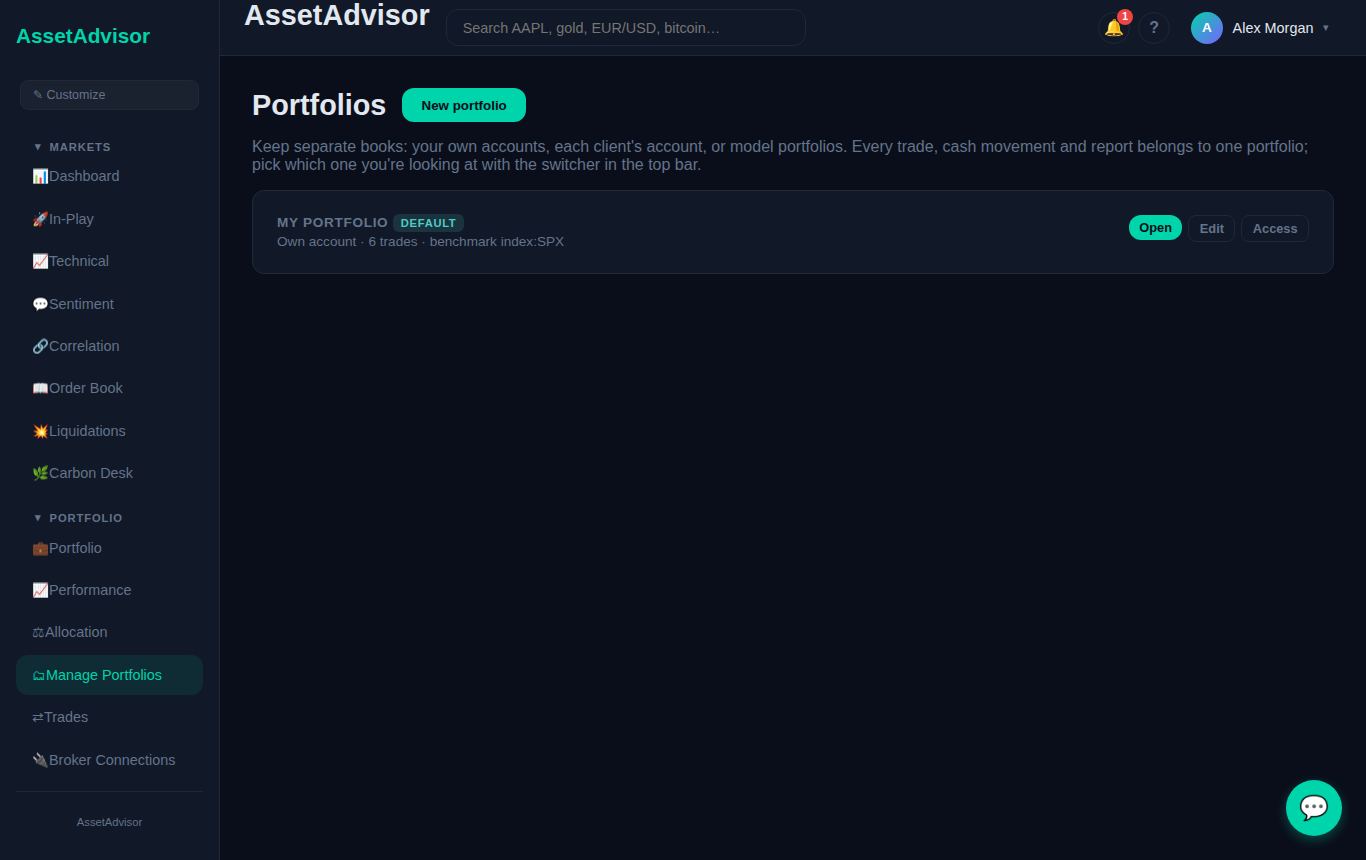 AssetAdvisor
✎ Customize
▼ MARKETS
📊Dashboard
🚀In-Play
📈Technical
💬Sentiment
🔗Correlation
📖Order Book
💥Liquidations
🌿Carbon Desk
▼ PORTFOLIO
💼Portfolio
📈Performance
⚖Allocation
🗂Manage Portfolios
⇄Trades
🔌Broker Connections
AssetAdvisor
AssetAdvisor
Search AAPL, gold, EUR/USD, bitcoin…
🔔 1
?
A Alex Morgan ▾
Portfolios
New portfolio
Keep separate books: your own accounts, each client's account, or model portfolios. Every trade, cash movement and report belongs to one portfolio;
pick which one you're looking at with the switcher in the top bar.
MY PORTFOLIO DEFAULT
Own account · 6 trades · benchmark index:SPX
Open Edit Access
💬